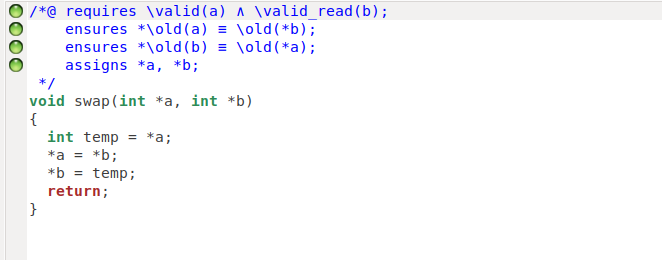 /*@ requires \valid(a) ∧ \valid_read(b);
    ensures *\old(a) ≡ \old(*b);
    ensures *\old(b) ≡ \old(*a);
    assigns *a, *b;
 */
void swap(int *a, int *b)
{
  int temp = *a;
  *a = *b;
  *b = temp;
  return;
}